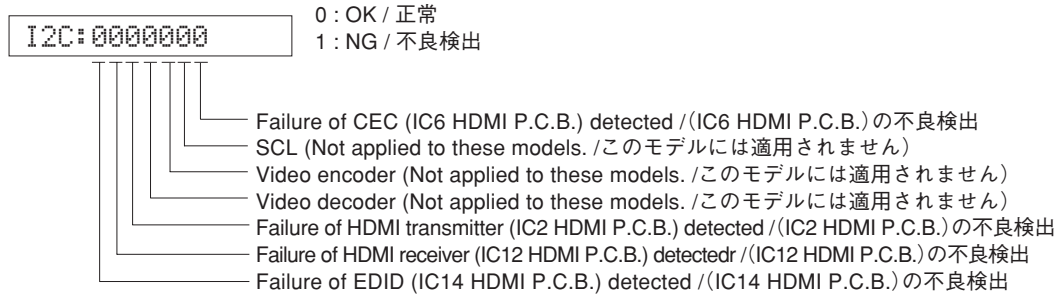 0 : OK / 正常
I2C:0000000
1 : NG / 不良検出
Failure of CEC (IC6 HDMI P.C.B.) detected /（IC6 HDMI P.C.B.）の不良検出
SCL (Not applied to these models. /このモデルには適用されません）
Video encoder (Not applied to these models. /このモデルには適用されません）
Video decoder (Not applied to these models. /このモデルには適用されません）
Failure of HDMI transmitter (IC2 HDMI P.C.B.) detected /（IC2 HDMI P.C.B.）の不良検出
Failure of HDMI receiver (IC12 HDMI P.C.B.) detectedr /（IC12 HDMI P.C.B.）の不良検出
Failure of EDID (IC14 HDMI P.C.B.) detected /（IC14 HDMI P.C.B.）の不良検出